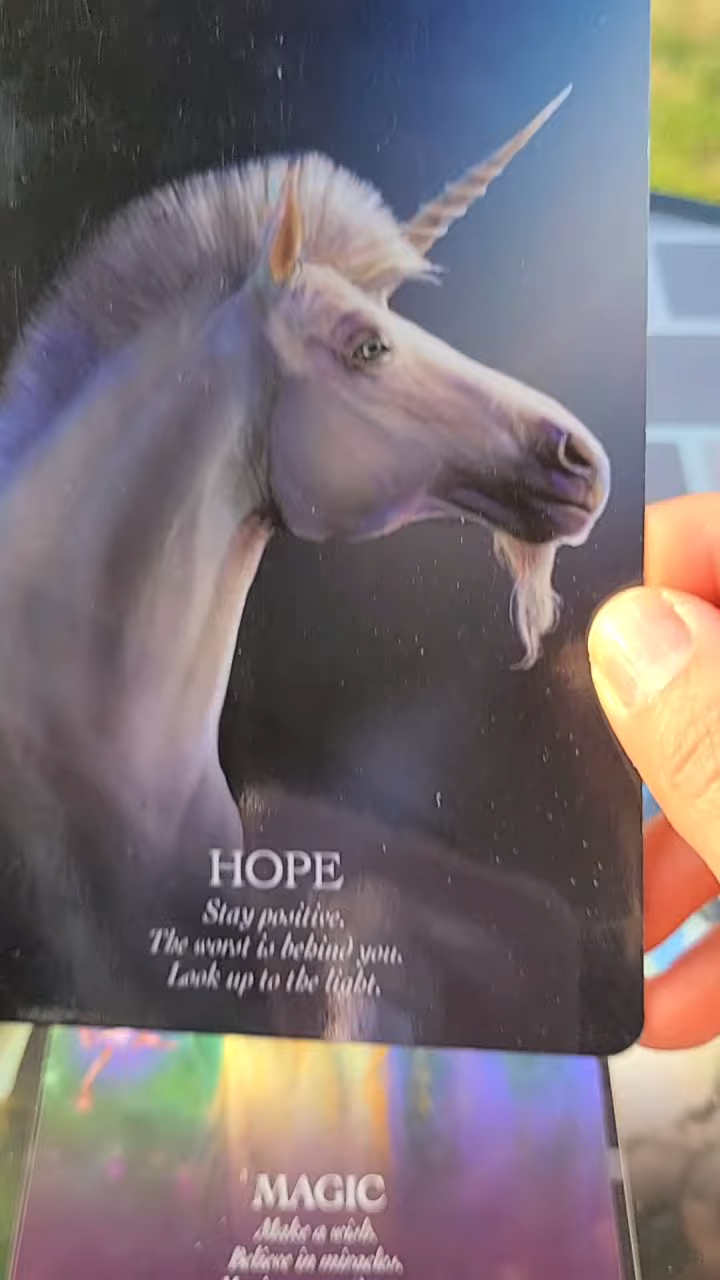 HOPE
Stay positive.
The worst is behind you.
Look up to the light.
MAGIC
Make a wish.
Believe in miracles.